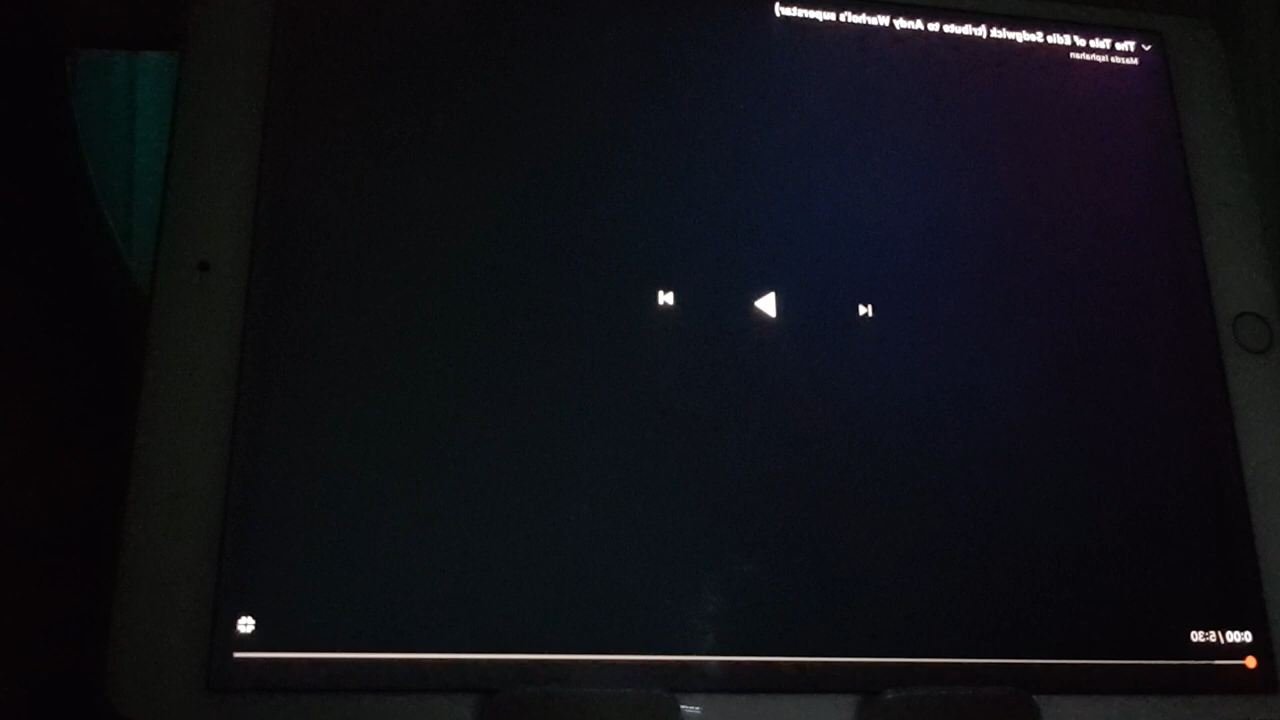 The Tale of Edie Sedgwick (tribute to Andy Warhol's superstar)
Mazda Isphahan
0:00 / 5:30